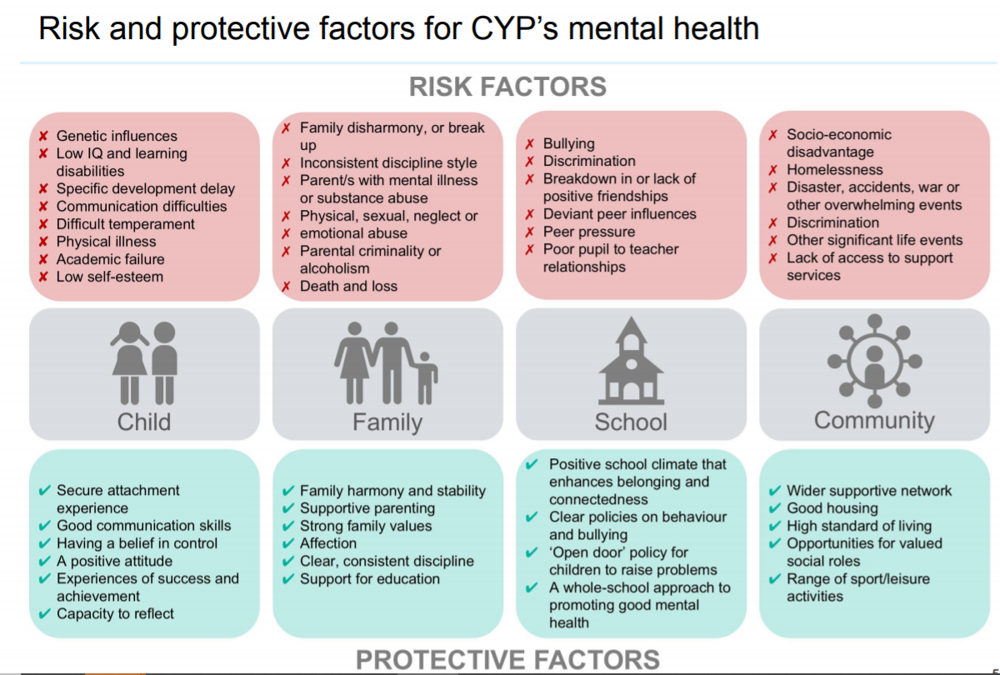 Risk and protective factors for CYP's mental health
RISK FACTORS
✘ Genetic influences
✘ Low IQ and learning
disabilities
✘ Specific development delay
✘ Communication difficulties
✘ Difficult temperament
✘ Physical illness
✘ Academic failure
✘ Low self-esteem
✗ Family disharmony, or break
up
✗ Inconsistent discipline style
✗ Parent/s with mental illness
or substance abuse
✗ Physical, sexual, neglect or
✗ emotional abuse
✗ Parental criminality or
alcoholism
✗ Death and loss
✗ Bullying
✗ Discrimination
✗ Breakdown in or lack of
positive friendships
✗ Deviant peer influences
✗ Peer pressure
✗ Poor pupil to teacher
relationships
✗ Socio-economic
disadvantage
✗ Homelessness
✗ Disaster, accidents, war or
other overwhelming events
✗ Discrimination
✗ Other significant life events
✗ Lack of access to support
services
Child
Family
School
Community
✔ Secure attachment
experience
✔ Good communication skills
✔ Having a belief in control
✔ A positive attitude
✔ Experiences of success and
achievement
✔ Capacity to reflect
✔ Family harmony and stability
✔ Supportive parenting
✔ Strong family values
✔ Affection
✔ Clear, consistent discipline
✔ Support for education
✔ Positive school climate that
enhances belonging and
connectedness
✔ Clear policies on behaviour
and bullying
✔ 'Open door' policy for
children to raise problems
✔ A whole-school approach to
promoting good mental
health
✔ Wider supportive network
✔ Good housing
✔ High standard of living
✔ Opportunities for valued
social roles
✔ Range of sport/leisure
activities
PROTECTIVE FACTORS